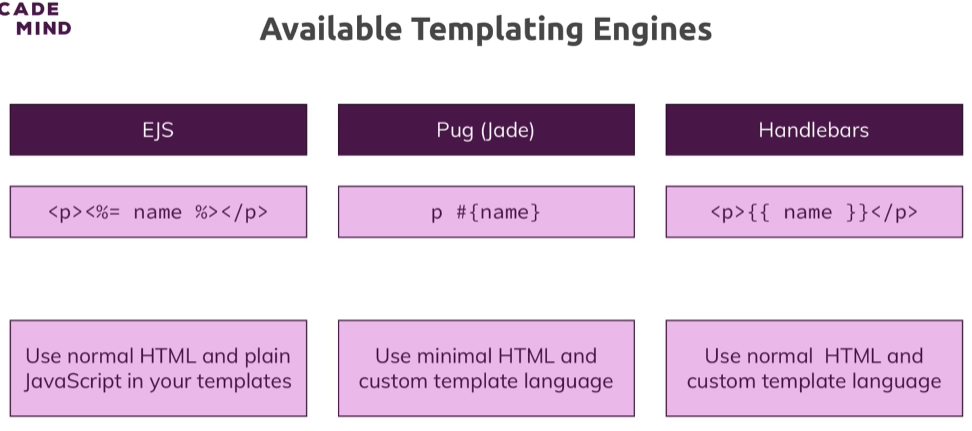 CADE
MIND
Available Templating Engines
EJS
Pug (Jade)
Handlebars
<p><%= name %></p>
p #{name}
<p>{{ name }}</p>
Use normal HTML and plain
JavaScript in your templates
Use minimal HTML and
custom template language
Use normal HTML and
custom template language